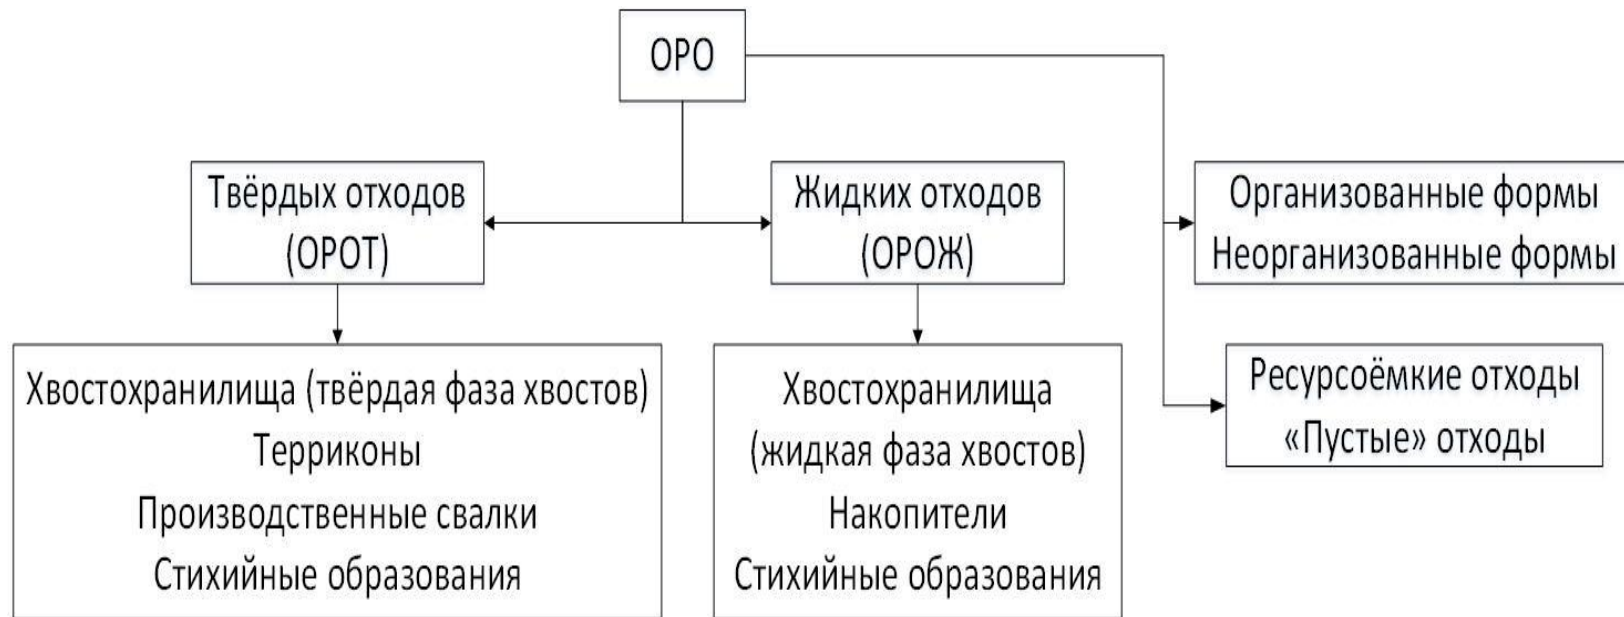 ОРО
Твёрдых отходов
(ОРОТ)
Жидких отходов
(ОРОЖ)
Организованные формы
Неорганизованные формы
Хвостохранилища (твёрдая фаза хвостов)
Терриконы
Производственные свалки
Стихийные образования
Хвостохранилища
(жидкая фаза хвостов)
Накопители
Стихийные образования
Ресурсоёмкие отходы
«Пустые» отходы